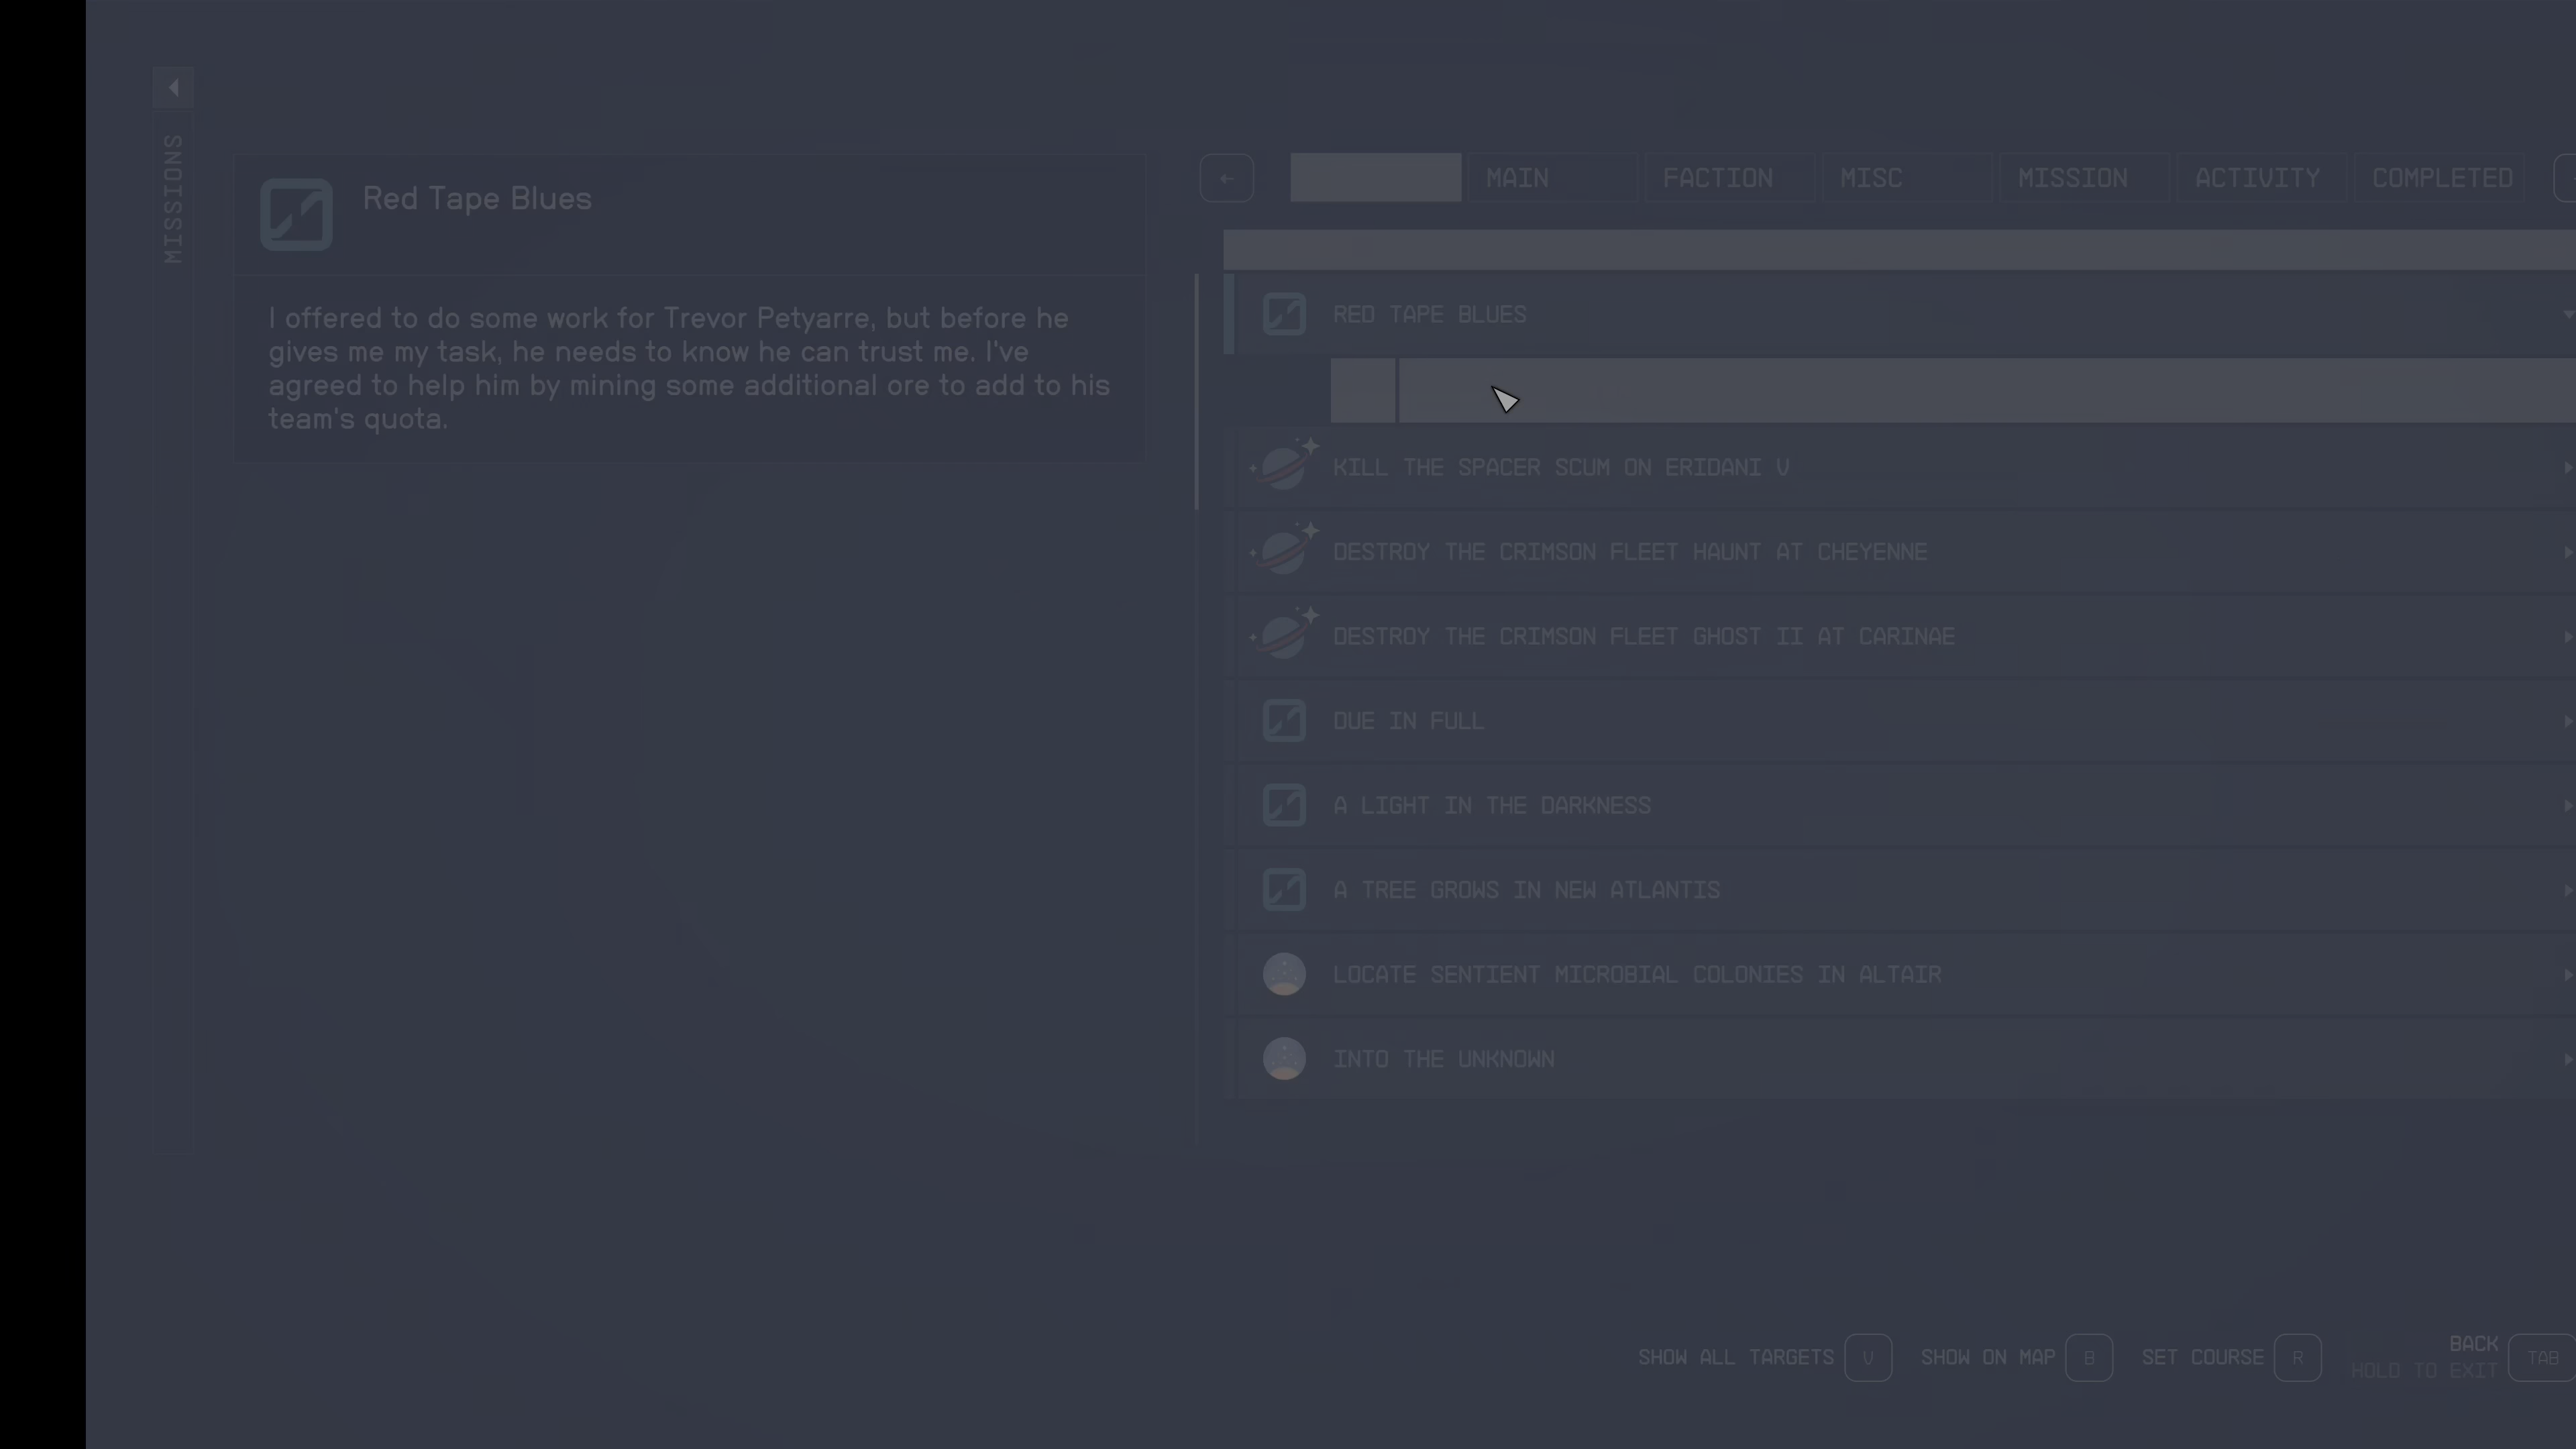 MISSIONS
Red Tape Blues
I offered to do some work for Trevor Petyarre, but before he
gives me my task, he needs to know he can trust me. I've
agreed to help him by mining some additional ore to add to his
team's quota.
MAIN
FACTION
MISC
MISSION
ACTIVITY
COMPLETED
RED TAPE BLUES
KILL THE SPACER SCUM ON ERIDANI V
DESTROY THE CRIMSON FLEET HAUNT AT CHEYENNE
DESTROY THE CRIMSON FLEET GHOST II AT CARINAE
DUE IN FULL
A LIGHT IN THE DARKNESS
A TREE GROWS IN NEW ATLANTIS
LOCATE SENTIENT MICROBIAL COLONIES IN ALTAIR
INTO THE UNKNOWN
SHOW ALL TARGETS V
SHOW ON MAP B
SET COURSE R
BACK TAB
HOLD TO EXIT